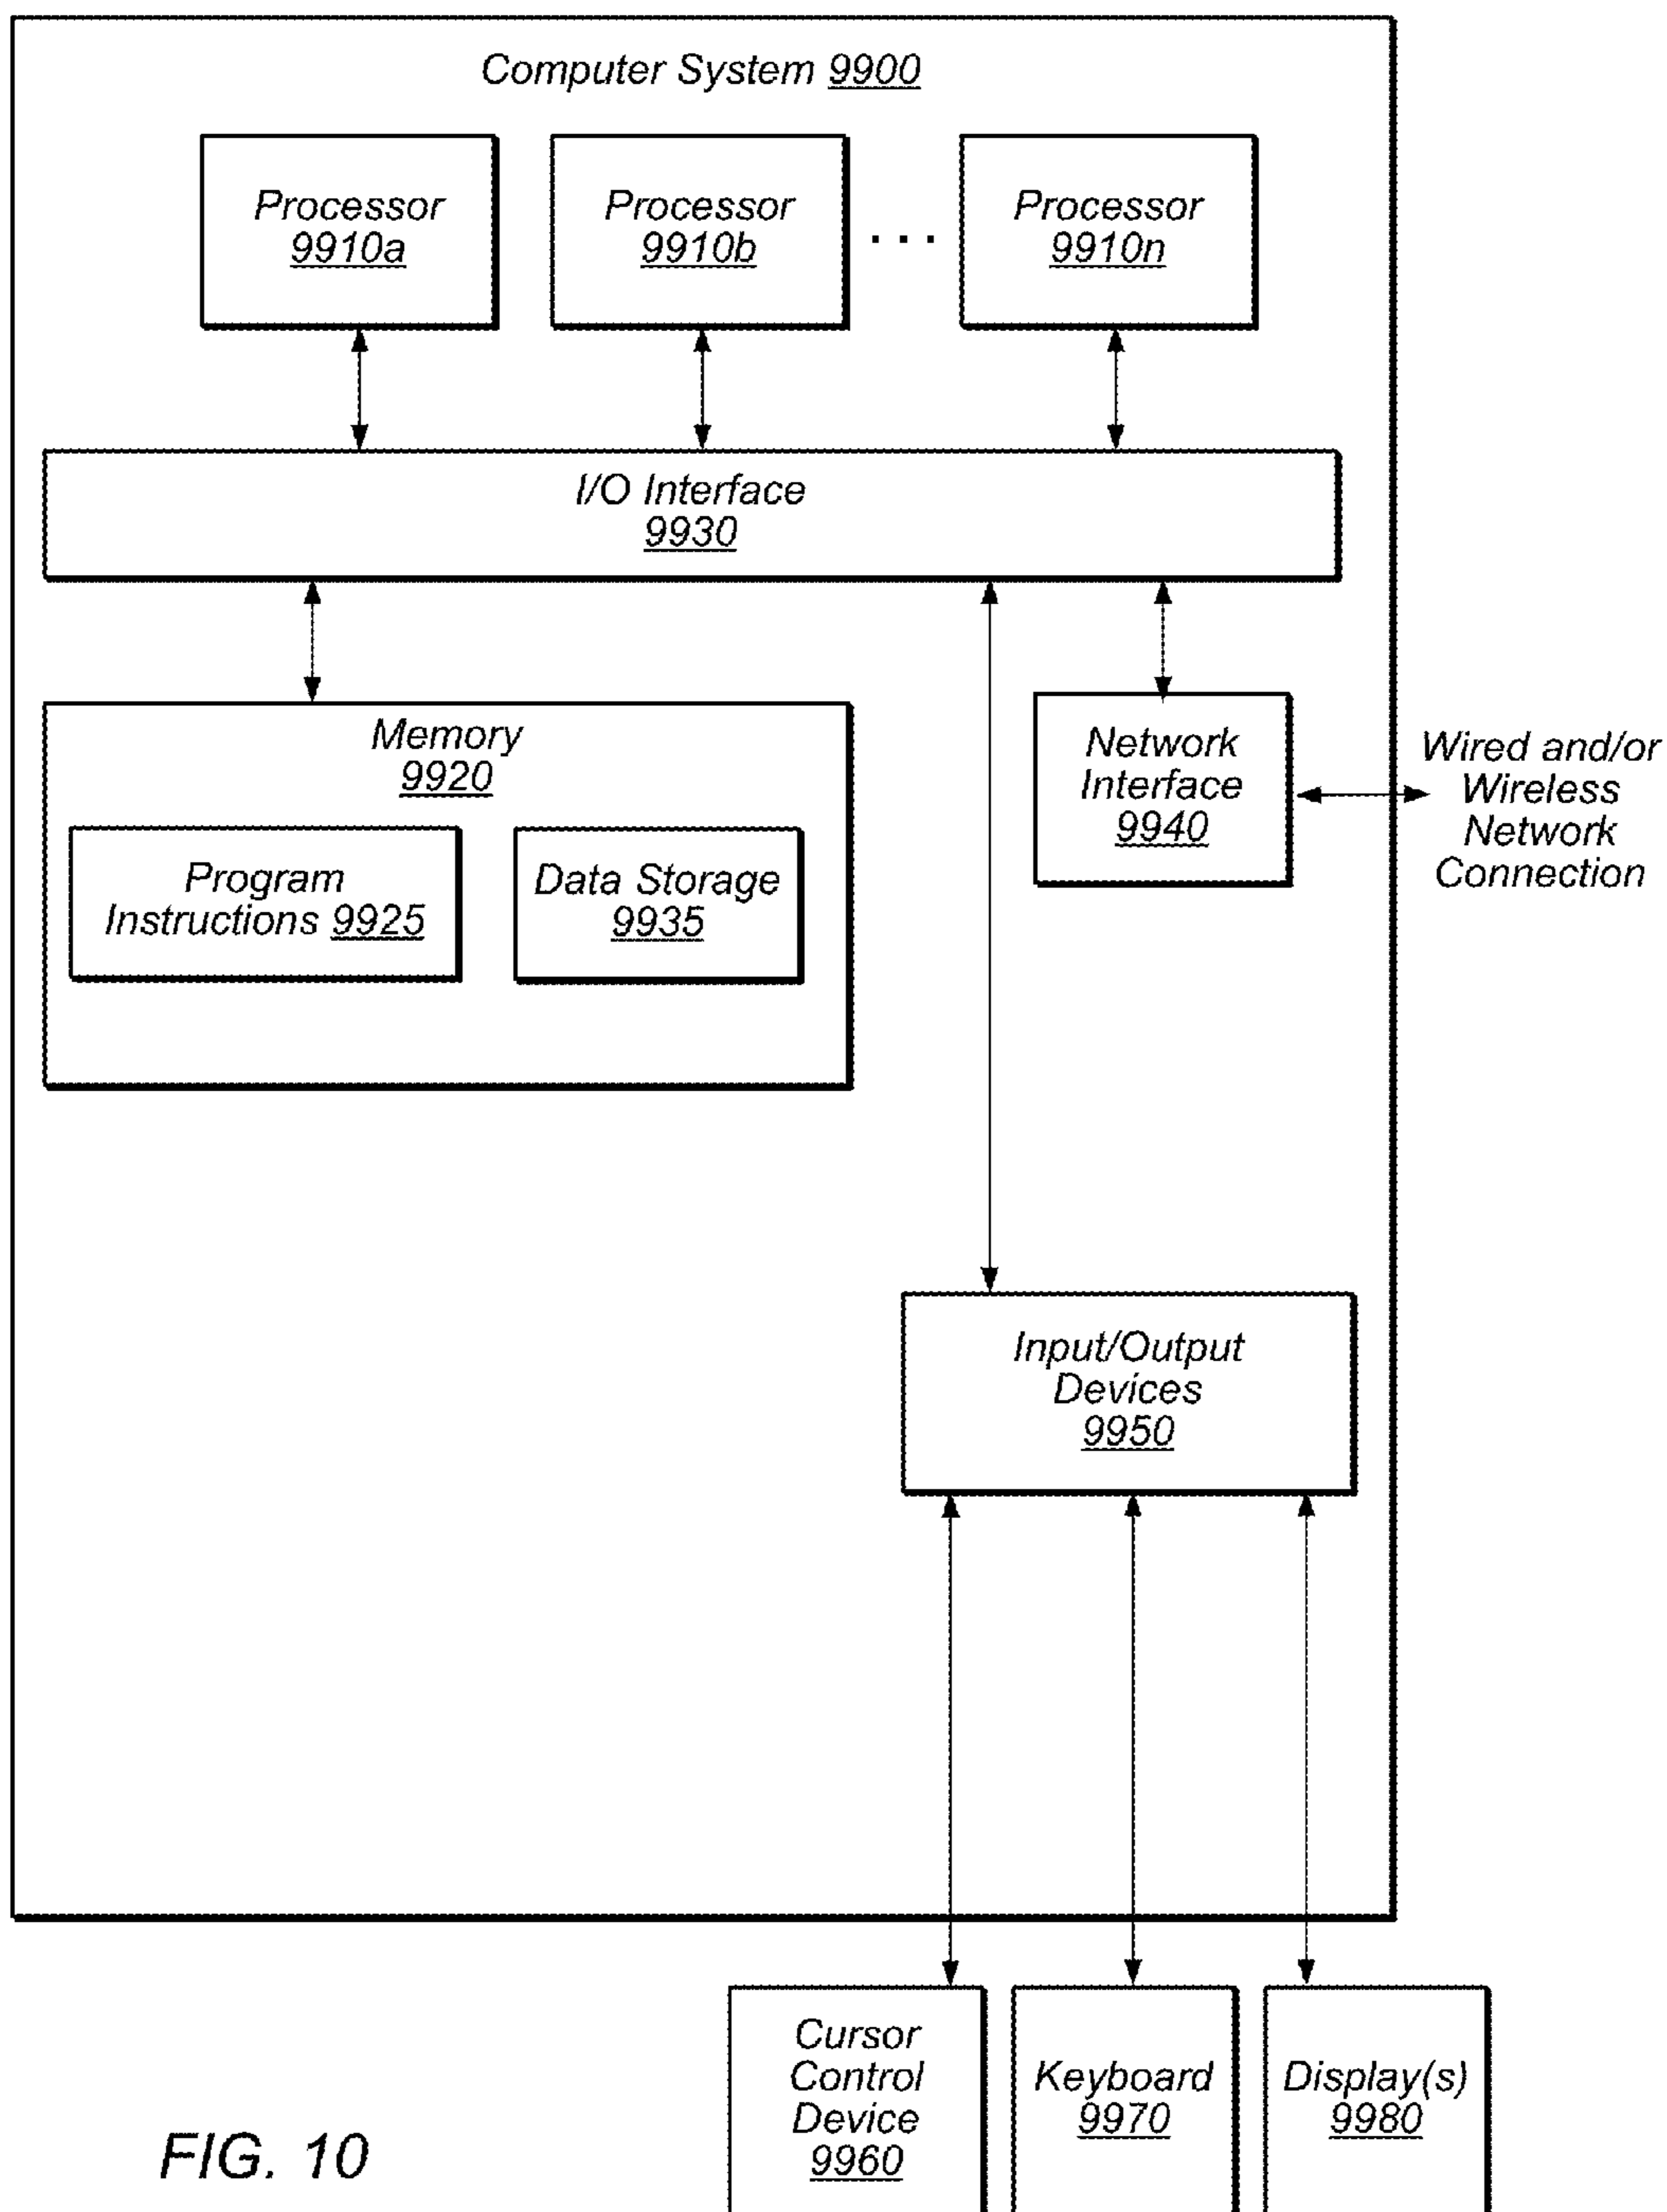 Computer System 9900
Processor
9910a
Processor
9910b
. . .
Processor
9910n
I/O Interface
9930
Memory
9920
Program
Instructions 9925
Data Storage
9935
Network
Interface
9940
Wired and/or
Wireless
Network
Connection
Input/Output
Devices
9950
Cursor
Control
Device
9960
Keyboard
9970
Display(s)
9980
FIG. 10